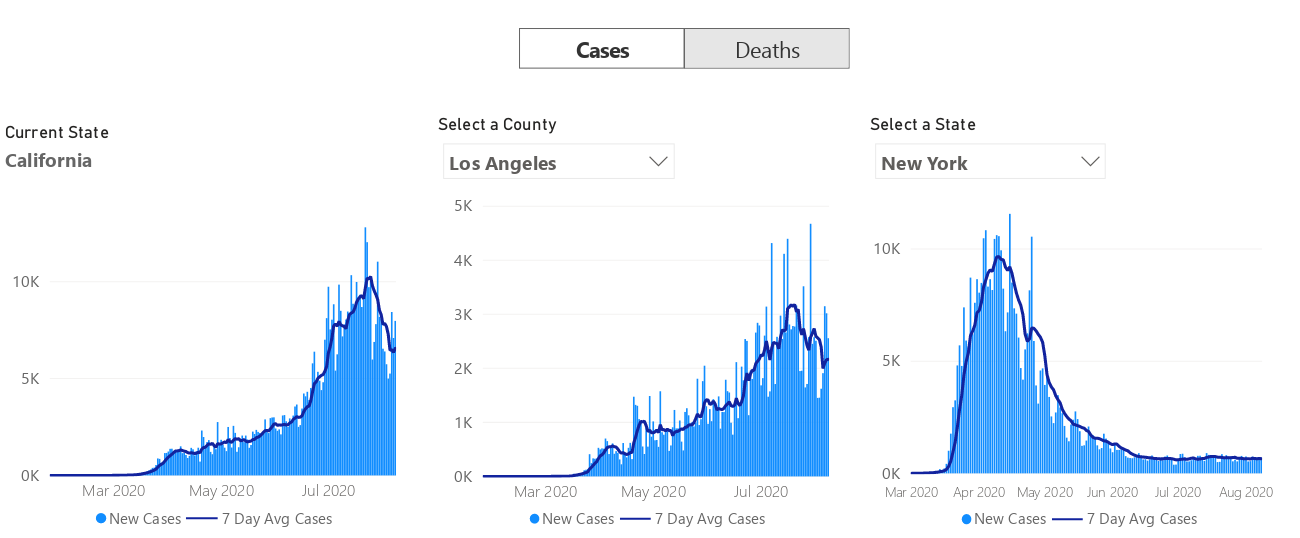 Cases Deaths
Current State
California
Select a County
Los Angeles
Select a State
New York
10K
5K
0K
Mar 2020 May 2020 Jul 2020
New Cases 7 Day Avg Cases
5K
4K
3K
2K
1K
0K
Mar 2020 May 2020 Jul 2020
New Cases 7 Day Avg Cases
10K
5K
0K
Mar 2020 Apr 2020 May 2020 Jun 2020 Jul 2020 Aug 2020
New Cases 7 Day Avg Cases